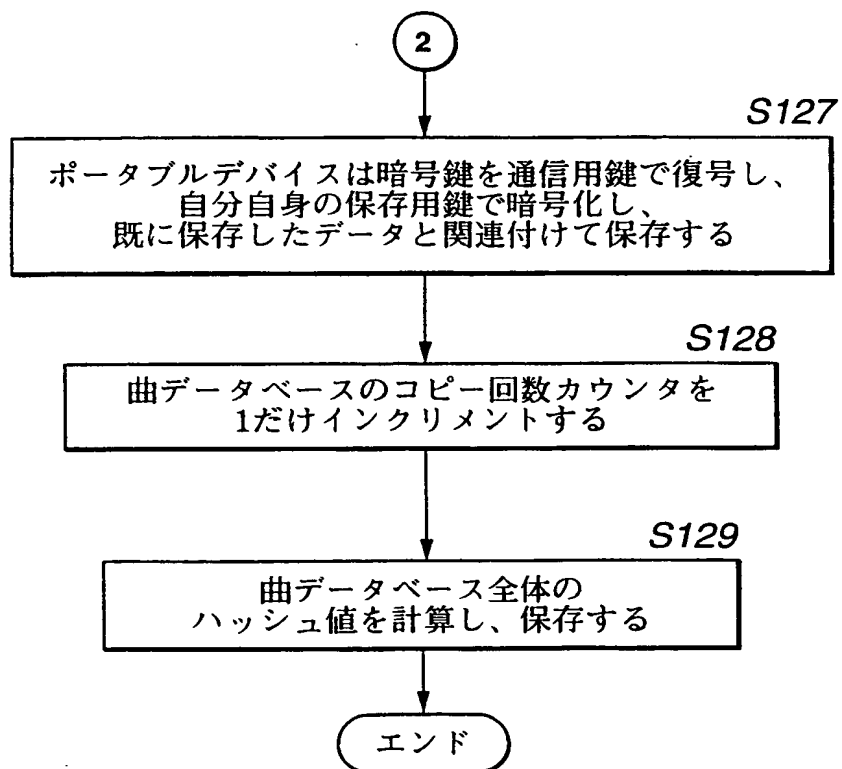 2
S127
ポータブルデバイスは暗号鍵を通信用鍵で復号し、
自分自身の保存用鍵で暗号化し、
既に保存したデータと関連付けて保存する
S128
曲データベースのコピー回数カウンタを
1だけインクリメントする
S129
曲データベース全体の
ハッシュ値を計算し、保存する
エンド